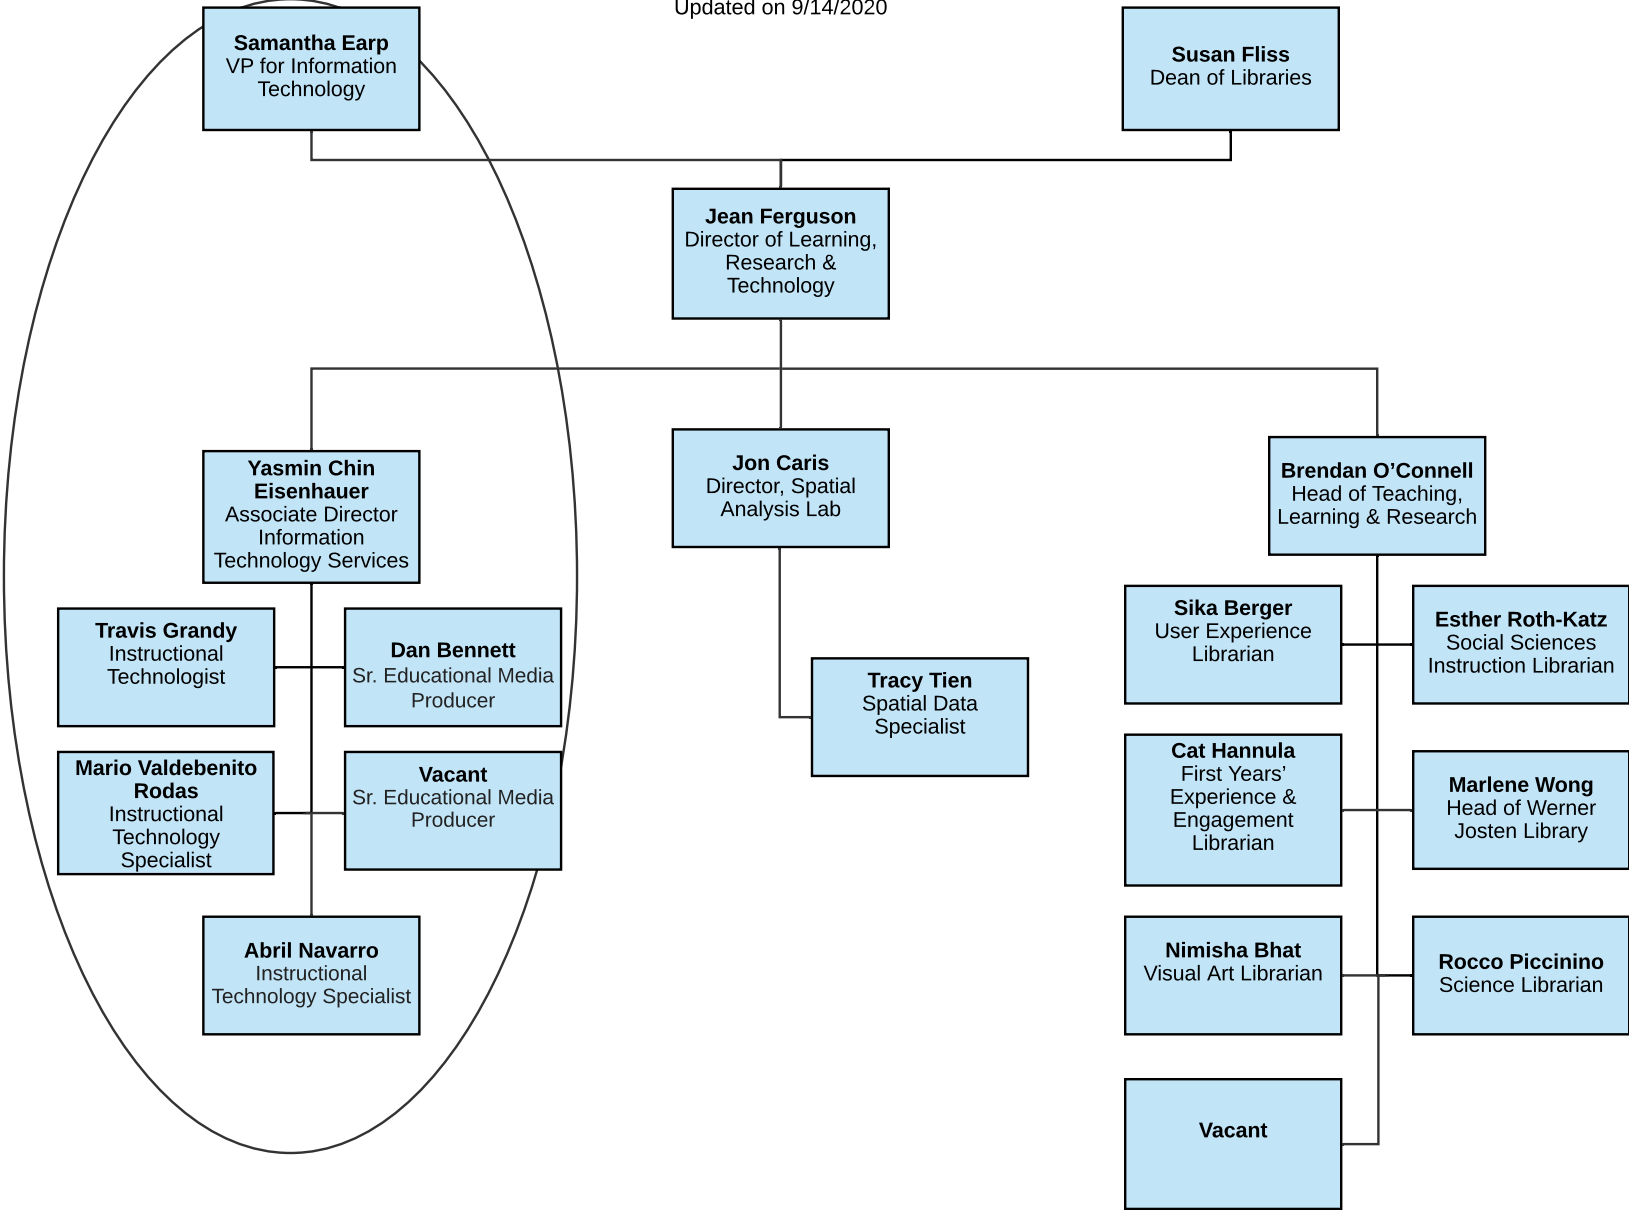 Updated on 9/14/2020
Samantha Earp
VP for Information
Technology
Susan Fliss
Dean of Libraries
Jean Ferguson
Director of Learning,
Research &
Technology
Yasmin Chin
Eisenhauer
Associate Director
Information
Technology Services
Jon Caris
Director, Spatial
Analysis Lab
Brendan O’Connell
Head of Teaching,
Learning & Research
Travis Grandy
Instructional
Technologist
Dan Bennett
Sr. Educational Media
Producer
Mario Valdebenito
Rodas
Instructional
Technology
Specialist
Vacant
Sr. Educational Media
Producer
Abril Navarro
Instructional
Technology Specialist
Tracy Tien
Spatial Data
Specialist
Sika Berger
User Experience
Librarian
Esther Roth-Katz
Social Sciences
Instruction Librarian
Cat Hannula
First Years’
Experience &
Engagement
Librarian
Marlene Wong
Head of Werner
Josten Library
Nimisha Bhat
Visual Art Librarian
Rocco Piccinino
Science Librarian
Vacant